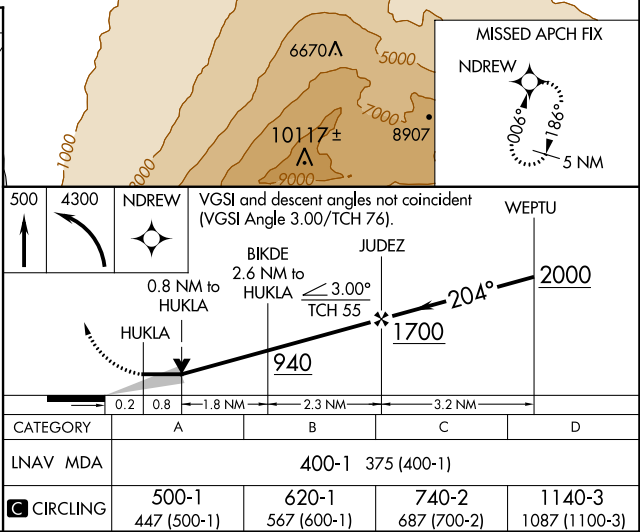 MISSED APCH FIX
NDREW
006°
186°
5 NM
6670
5000
7000
10117 ±
8907
9000
1000
3000
500
4300
NDREW
VGSI and descent angles not coincident
(VGSI Angle 3.00/TCH 76).
WEPTU
JUDEZ
BIKDE
2.6 NM to
HUKLA
0.8 NM to
HUKLA
HUKLA
3.00°
TCH 55
204°
2000
1700
940
0.2
0.8
1.8 NM
2.3 NM
3.2 NM
CATEGORY A B C D
LNAV MDA 400-1 375 (400-1)
C CIRCLING 500-1 620-1 740-2 1140-3
447 (500-1) 567 (600-1) 687 (700-2) 1087 (1100-3)